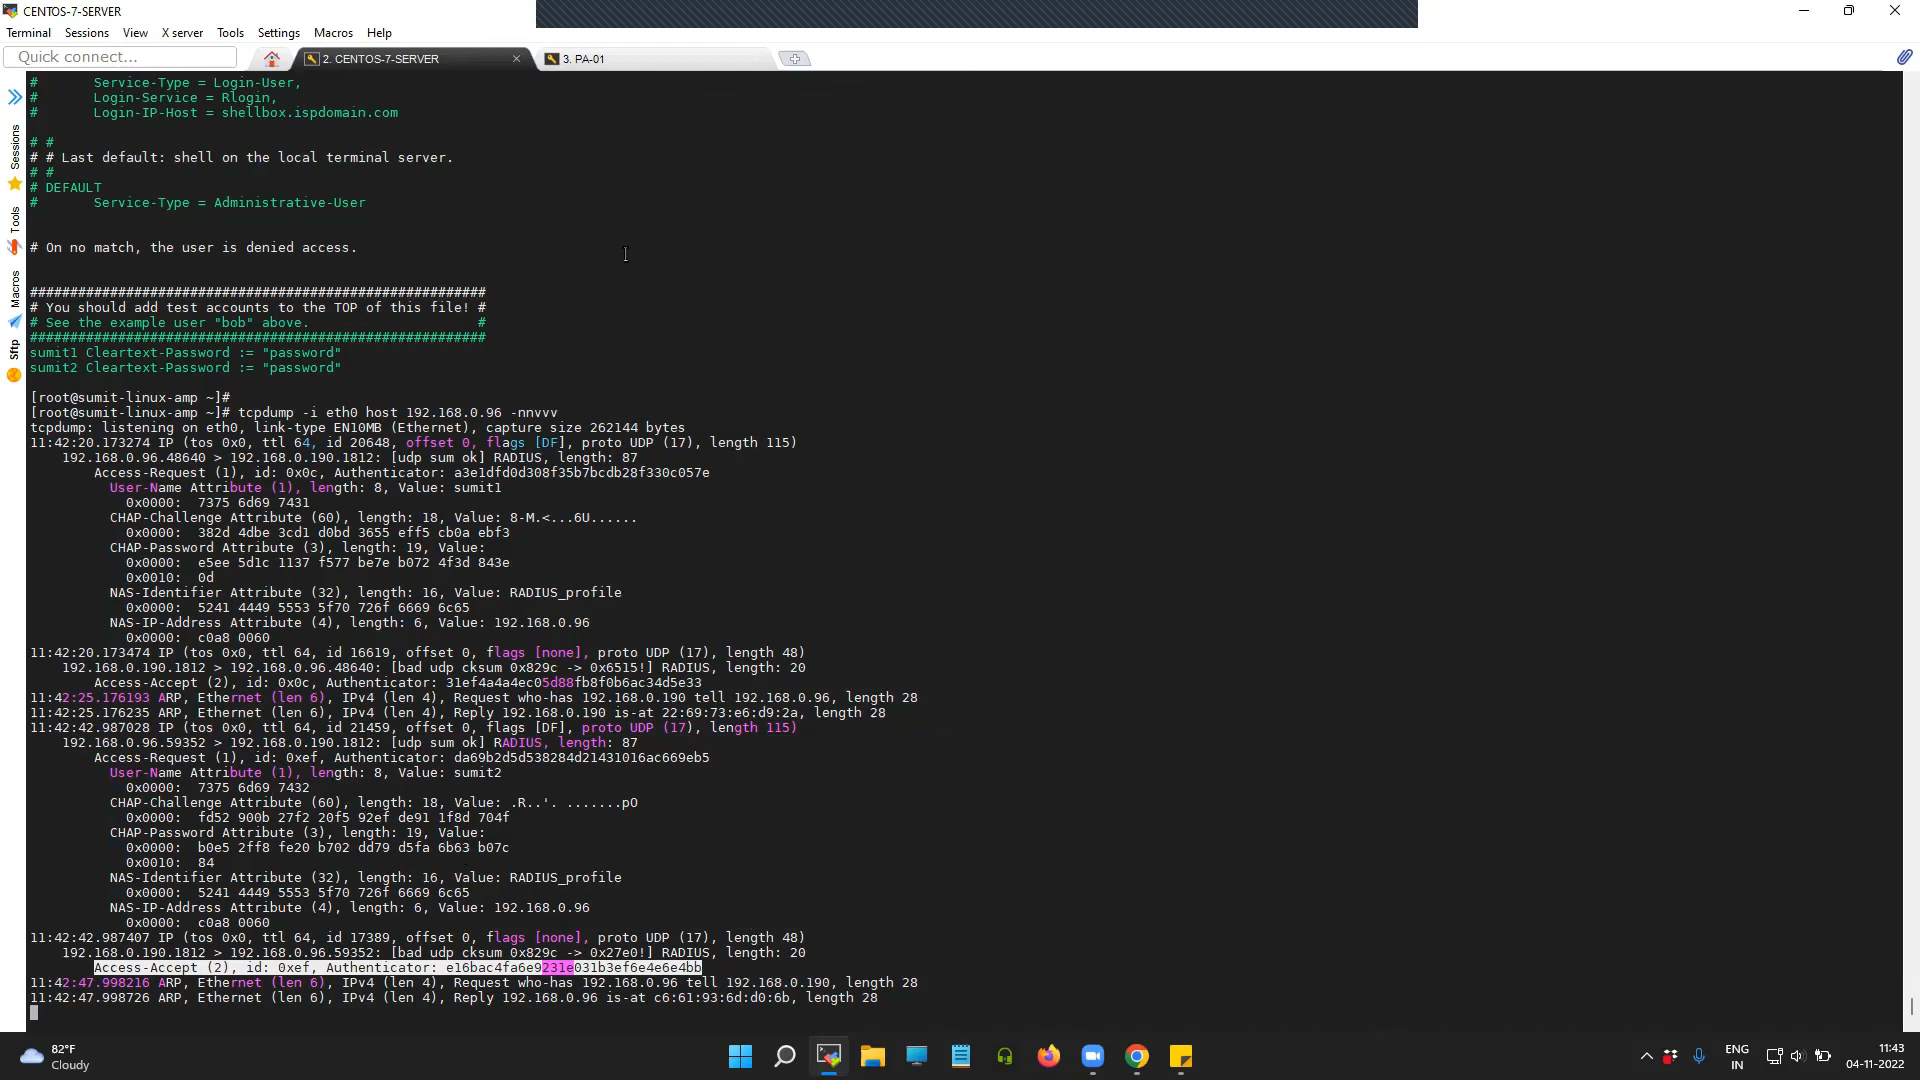 CENTOS-7-SERVER
Terminal Sessions View X server Tools Settings Macros Help
Quick connect...
2. CENTOS-7-SERVER
3. PA-01
Sessions
Tools
Macros
Sftp
#       Service-Type = Login-User,
#       Login-Service = Rlogin,
#       Login-IP-Host = shellbox.ispdomain.com
# #
# # Last default: shell on the local terminal server.
# #
# DEFAULT
#       Service-Type = Administrative-User
# On no match, the user is denied access.
#########################################################
# You should add test accounts to the TOP of this file! #
# See the example user "bob" above.                     #
#########################################################
sumit1 Cleartext-Password := "password"
sumit2 Cleartext-Password := "password"
[root@sumit-linux-amp ~]#
[root@sumit-linux-amp ~]# tcpdump -i eth0 host 192.168.0.96 -nnvvv
tcpdump: listening on eth0, link-type EN10MB (Ethernet), capture size 262144 bytes
11:42:20.173274 IP (tos 0x0, ttl 64, id 20648, offset 0, flags [DF], proto UDP (17), length 115)
    192.168.0.96.48640 > 192.168.0.190.1812: [udp sum ok] RADIUS, length: 87
        Access-Request (1), id: 0x0c, Authenticator: a3e1dfd0d308f35b7bcdb28f330c057e
          User-Name Attribute (1), length: 8, Value: sumit1
            0x0000:  7375 6d69 7431
          CHAP-Challenge Attribute (60), length: 18, Value: 8-M.<...6U......
            0x0000:  382d 4dbe 3cd1 d0bd 3655 eff5 cb0a ebf3
          CHAP-Password Attribute (3), length: 19, Value:
            0x0000:  e5ee 5d1c 1137 f577 be7e b072 4f3d 843e
            0x0010:  0d
          NAS-Identifier Attribute (32), length: 16, Value: RADIUS_profile
            0x0000:  5241 4449 5553 5f70 726f 6669 6c65
          NAS-IP-Address Attribute (4), length: 6, Value: 192.168.0.96
            0x0000:  c0a8 0060
11:42:20.173474 IP (tos 0x0, ttl 64, id 16619, offset 0, flags [none], proto UDP (17), length 48)
    192.168.0.190.1812 > 192.168.0.96.48640: [bad udp cksum 0x829c -> 0x6515!] RADIUS, length: 20
        Access-Accept (2), id: 0x0c, Authenticator: 31ef4a4a4ec05d88fb8f0b6ac34d5e33
11:42:25.176193 ARP, Ethernet (len 6), IPv4 (len 4), Request who-has 192.168.0.190 tell 192.168.0.96, length 28
11:42:25.176235 ARP, Ethernet (len 6), IPv4 (len 4), Reply 192.168.0.190 is-at 22:69:73:e6:d9:2a, length 28
11:42:42.987028 IP (tos 0x0, ttl 64, id 21459, offset 0, flags [DF], proto UDP (17), length 115)
    192.168.0.96.59352 > 192.168.0.190.1812: [udp sum ok] RADIUS, length: 87
        Access-Request (1), id: 0xef, Authenticator: da69b2d5d538284d21431016ac669eb5
          User-Name Attribute (1), length: 8, Value: sumit2
            0x0000:  7375 6d69 7432
          CHAP-Challenge Attribute (60), length: 18, Value: .R..'. .......pO
            0x0000:  fd52 900b 27f2 20f5 92ef de91 1f8d 704f
          CHAP-Password Attribute (3), length: 19, Value:
            0x0000:  b0e5 2ff8 fe20 b702 dd79 d5fa 6b63 b07c
            0x0010:  84
          NAS-Identifier Attribute (32), length: 16, Value: RADIUS_profile
            0x0000:  5241 4449 5553 5f70 726f 6669 6c65
          NAS-IP-Address Attribute (4), length: 6, Value: 192.168.0.96
            0x0000:  c0a8 0060
11:42:42.987407 IP (tos 0x0, ttl 64, id 17389, offset 0, flags [none], proto UDP (17), length 48)
    192.168.0.190.1812 > 192.168.0.96.59352: [bad udp cksum 0x829c -> 0x27e0!] RADIUS, length: 20
        Access-Accept (2), id: 0xef, Authenticator: e16bac4fa6e9231e031b3ef6e4e6e4bb
11:42:47.998216 ARP, Ethernet (len 6), IPv4 (len 4), Request who-has 192.168.0.96 tell 192.168.0.190, length 28
11:42:47.998726 ARP, Ethernet (len 6), IPv4 (len 4), Reply 192.168.0.96 is-at c6:61:93:6d:d0:6b, length 28
82°F
Cloudy
ENG
IN
11:43
04-11-2022